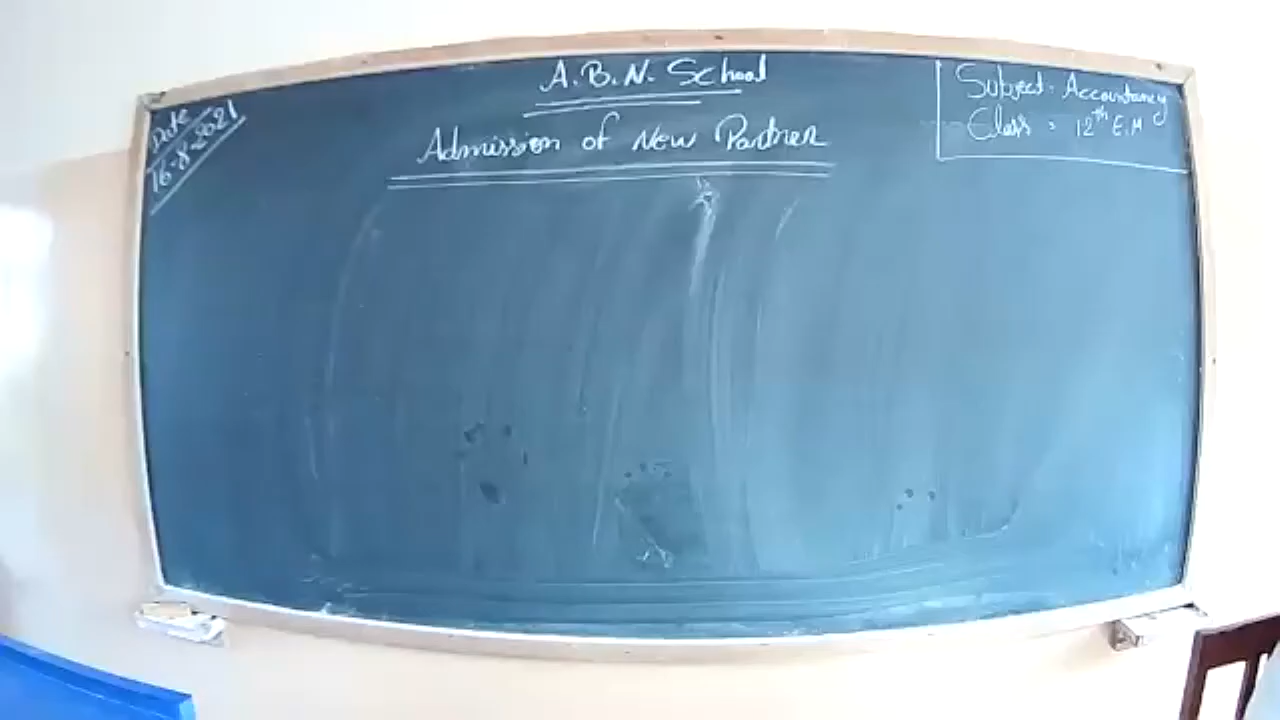 A.B.N. School
Date
16-8-2021
Admission of New Partner
Subject : Accountancy
Class : 12th E.M